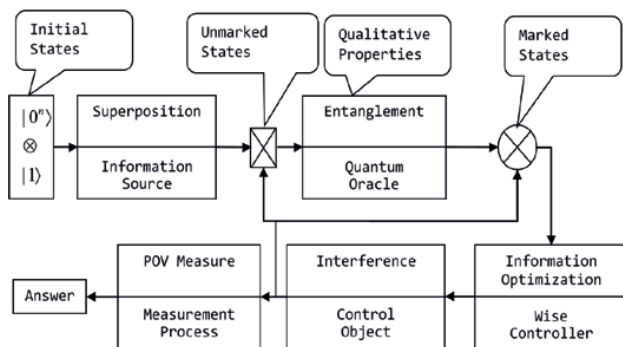 Initial
States
Unmarked
States
Qualitative
Properties
Marked
States
|0ⁿ⟩
⊗
|1⟩
Superposition
Information
Source
Entanglement
Quantum
Oracle
POV Measure
Measurement
Process
Interference
Control
Object
Information
Optimization
Wise
Controller
Answer